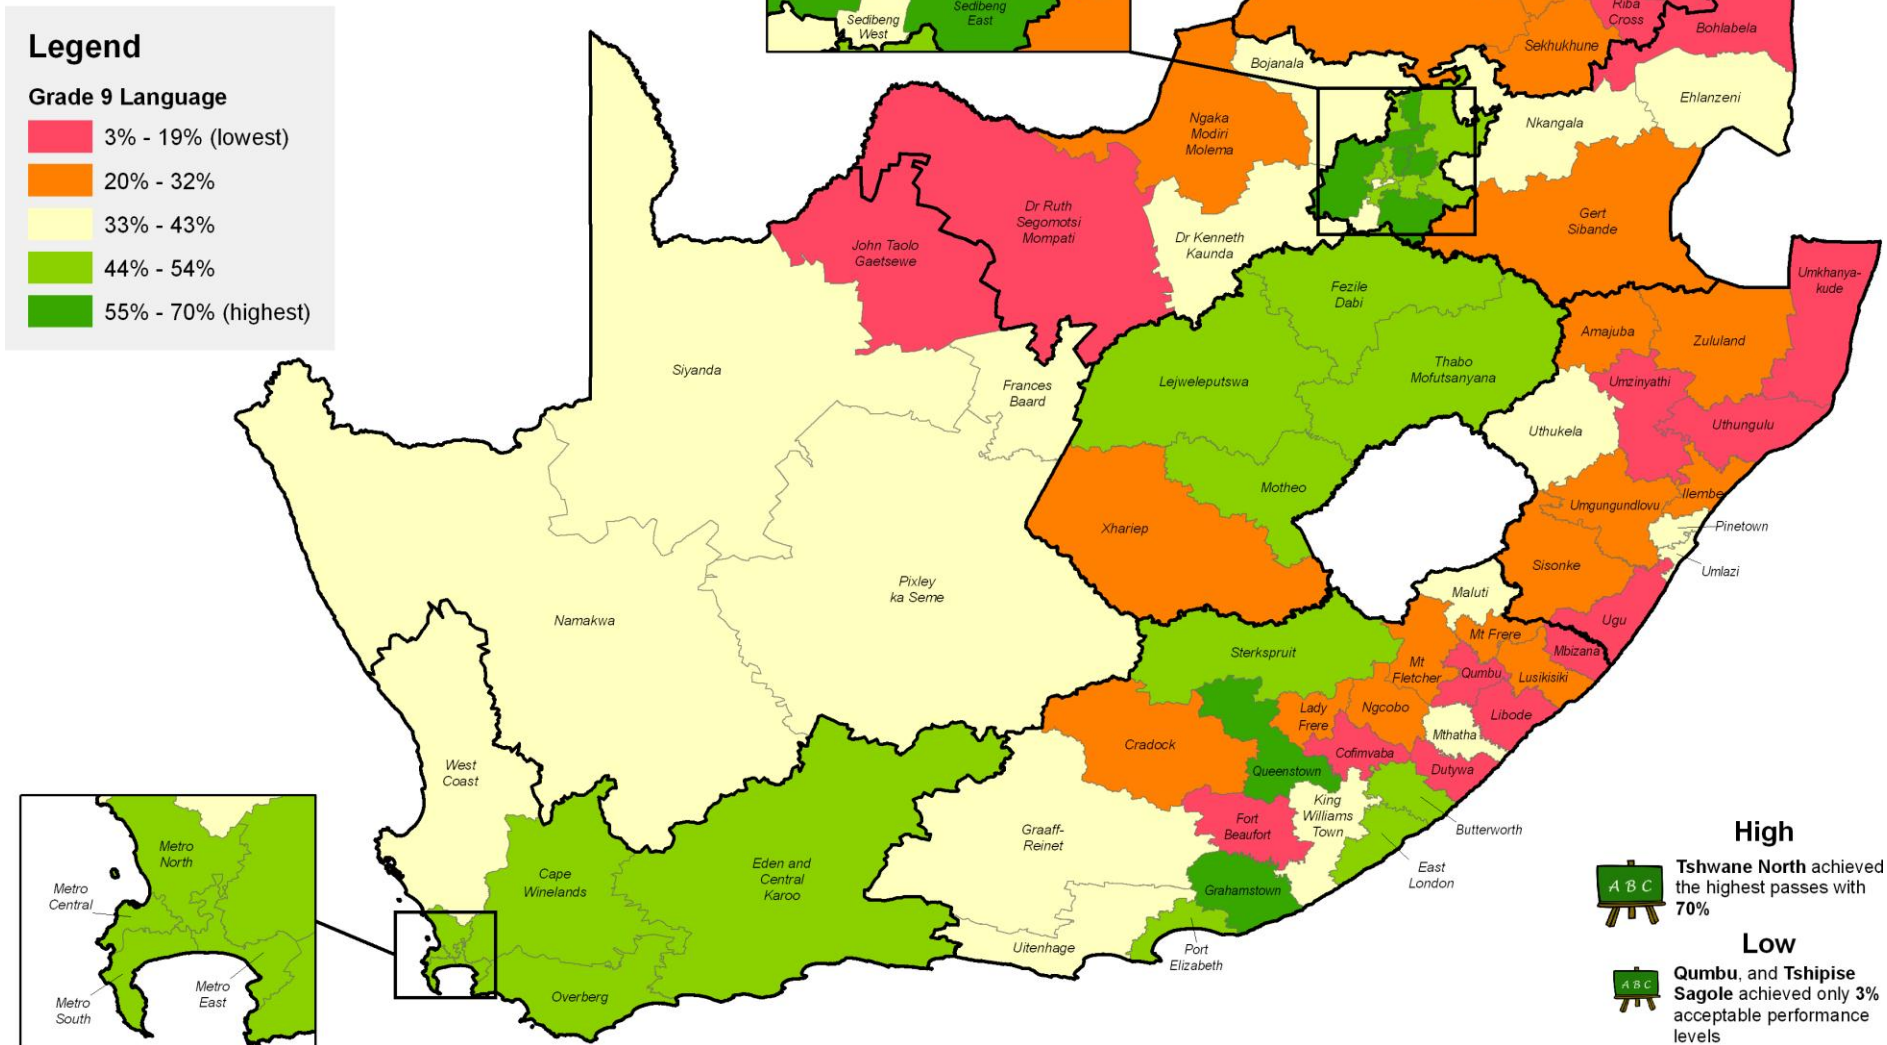 Legend
Grade 9 Language
3% - 19% (lowest)
20% - 32%
33% - 43%
44% - 54%
55% - 70% (highest)
Sedibeng
West
Sedibeng
East
Riba
Cross
Bohlabela
Sekhukhune
Bojanala
Ehlanzeni
Nkangala
Ngaka
Modiri
Molema
Dr Ruth
Segomotsi
Mompati
John Taolo
Gaetsewe
Dr Kenneth
Kaunda
Gert
Sibande
Umkhanya-
kude
Fezile
Dabi
Amajuba
Zululand
Siyanda
Frances
Baard
Lejweleputswa
Thabo
Mofutsanyana
Umzinyathi
Uthungulu
Uthukela
Motheo
Xhariep
Umgungundlovu
Ilembe
Pinetown
Umlazi
Sisonke
Ugu
Pixley
ka Seme
Namakwa
Maluti
Sterkspruit
Mt Frere
Mbizana
Mt
Fletcher
Qumbu
Lusikisiki
Lady
Frere
Ngcobo
Libode
Mthatha
Cradock
Cofimvaba
Dutywa
Queenstown
West
Coast
King
Williams
Town
Fort
Beaufort
Butterworth
Graaff-
Reinet
East
London
Eden and
Central
Karoo
Cape
Winelands
Grahamstown
Uitenhage
Port
Elizabeth
Overberg
Metro
North
Metro
Central
Metro
East
Metro
South
High
A B C
Tshwane North achieved
the highest passes with
70%
Low
A B C
Qumbu, and Tshipise
Sagole achieved only 3%
acceptable performance
levels